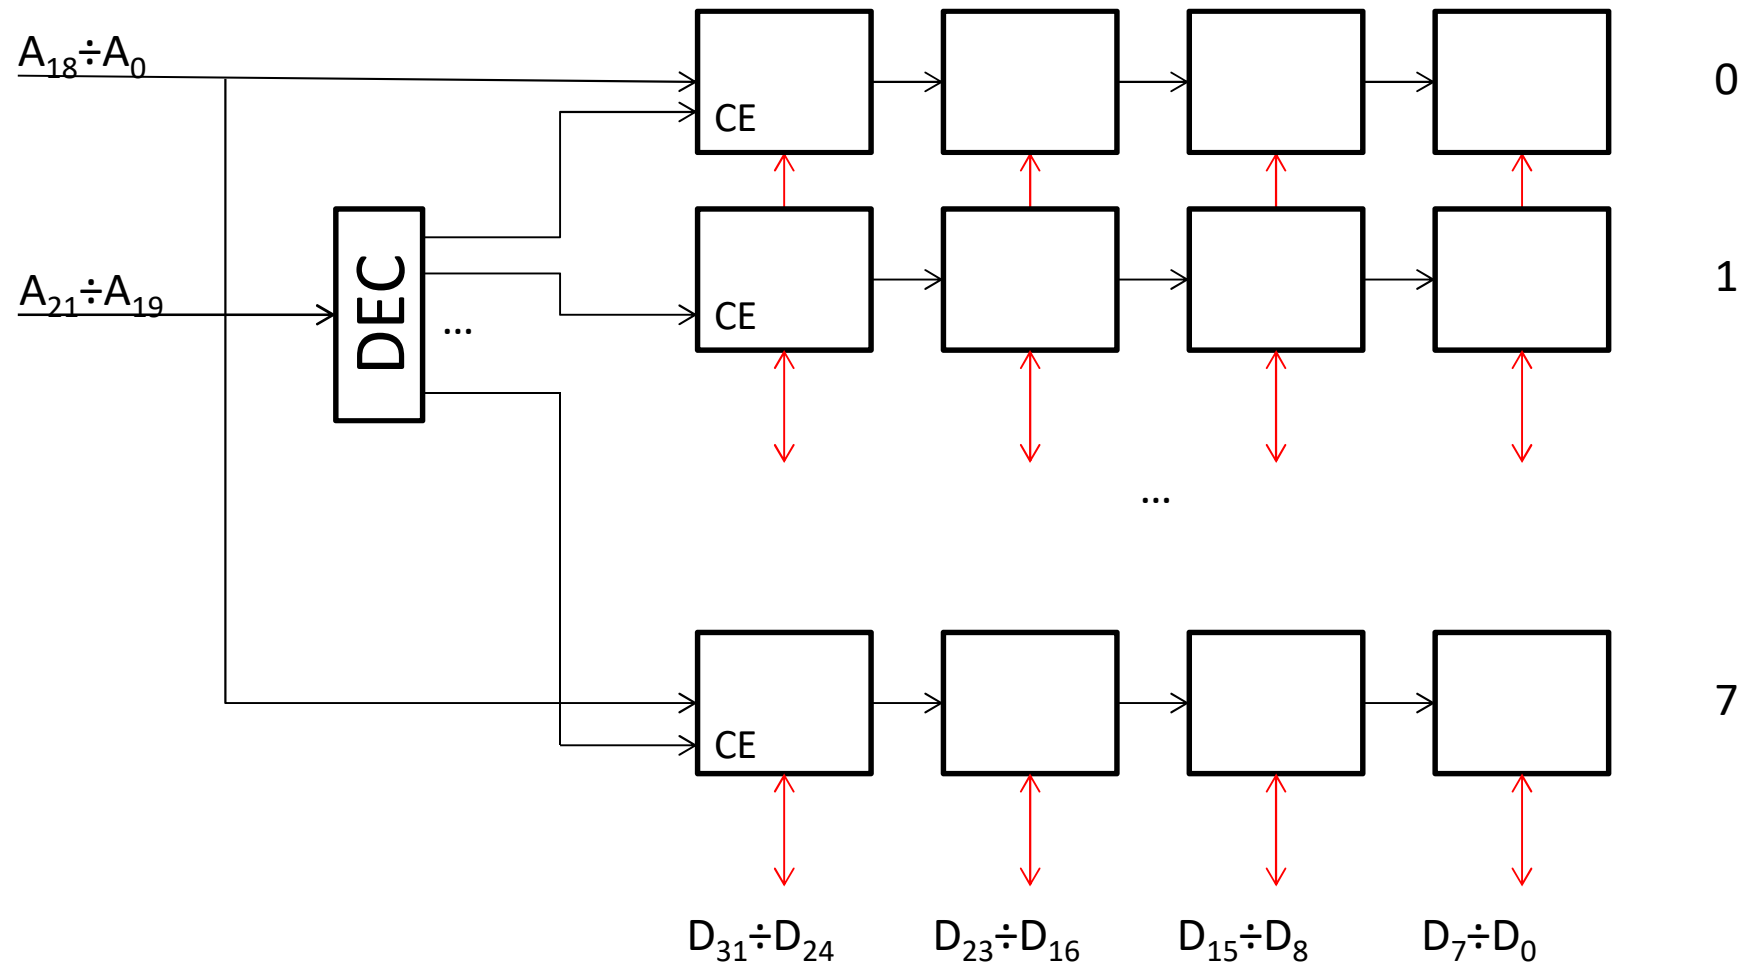 A₁₈÷A₀
0
CE
A₂₁÷A₁₉
DEC
...
CE
1
...
7
CE
D₃₁÷D₂₄
D₂₃÷D₁₆
D₁₅÷D₈
D₇÷D₀